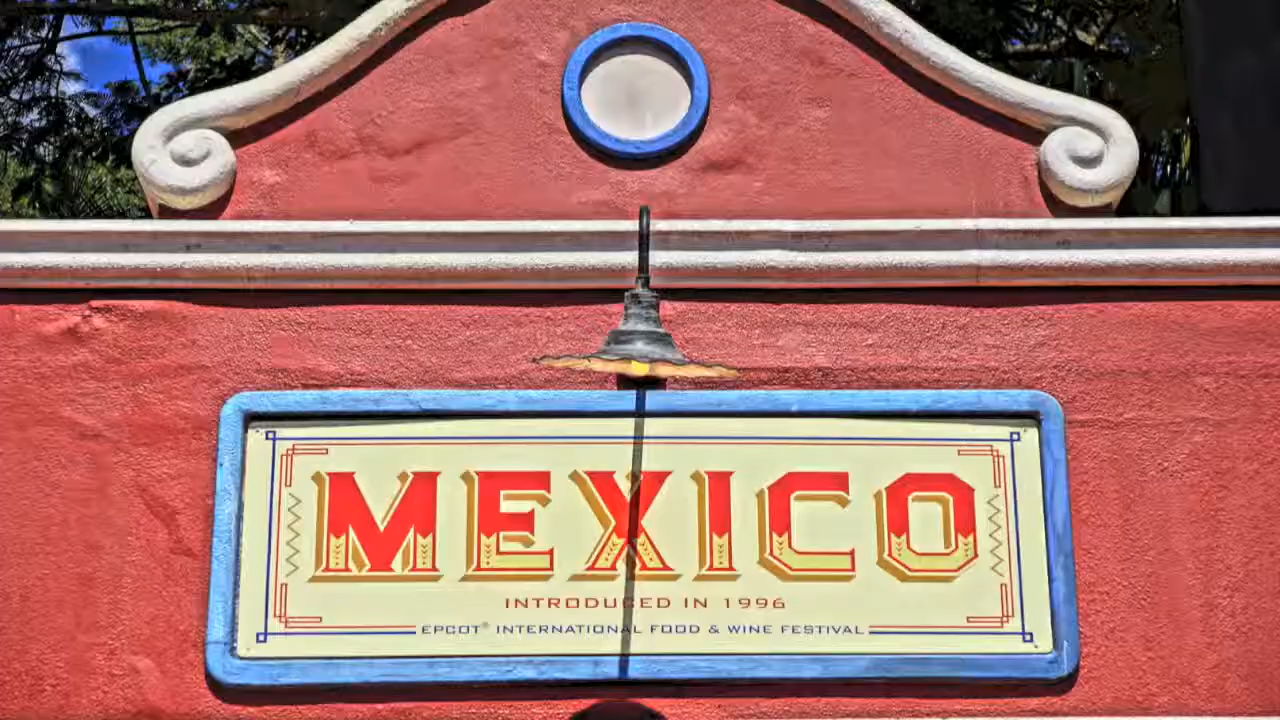 MEXICO
INTRODUCED IN 1996
EPCOT® INTERNATIONAL FOOD & WINE FESTIVAL